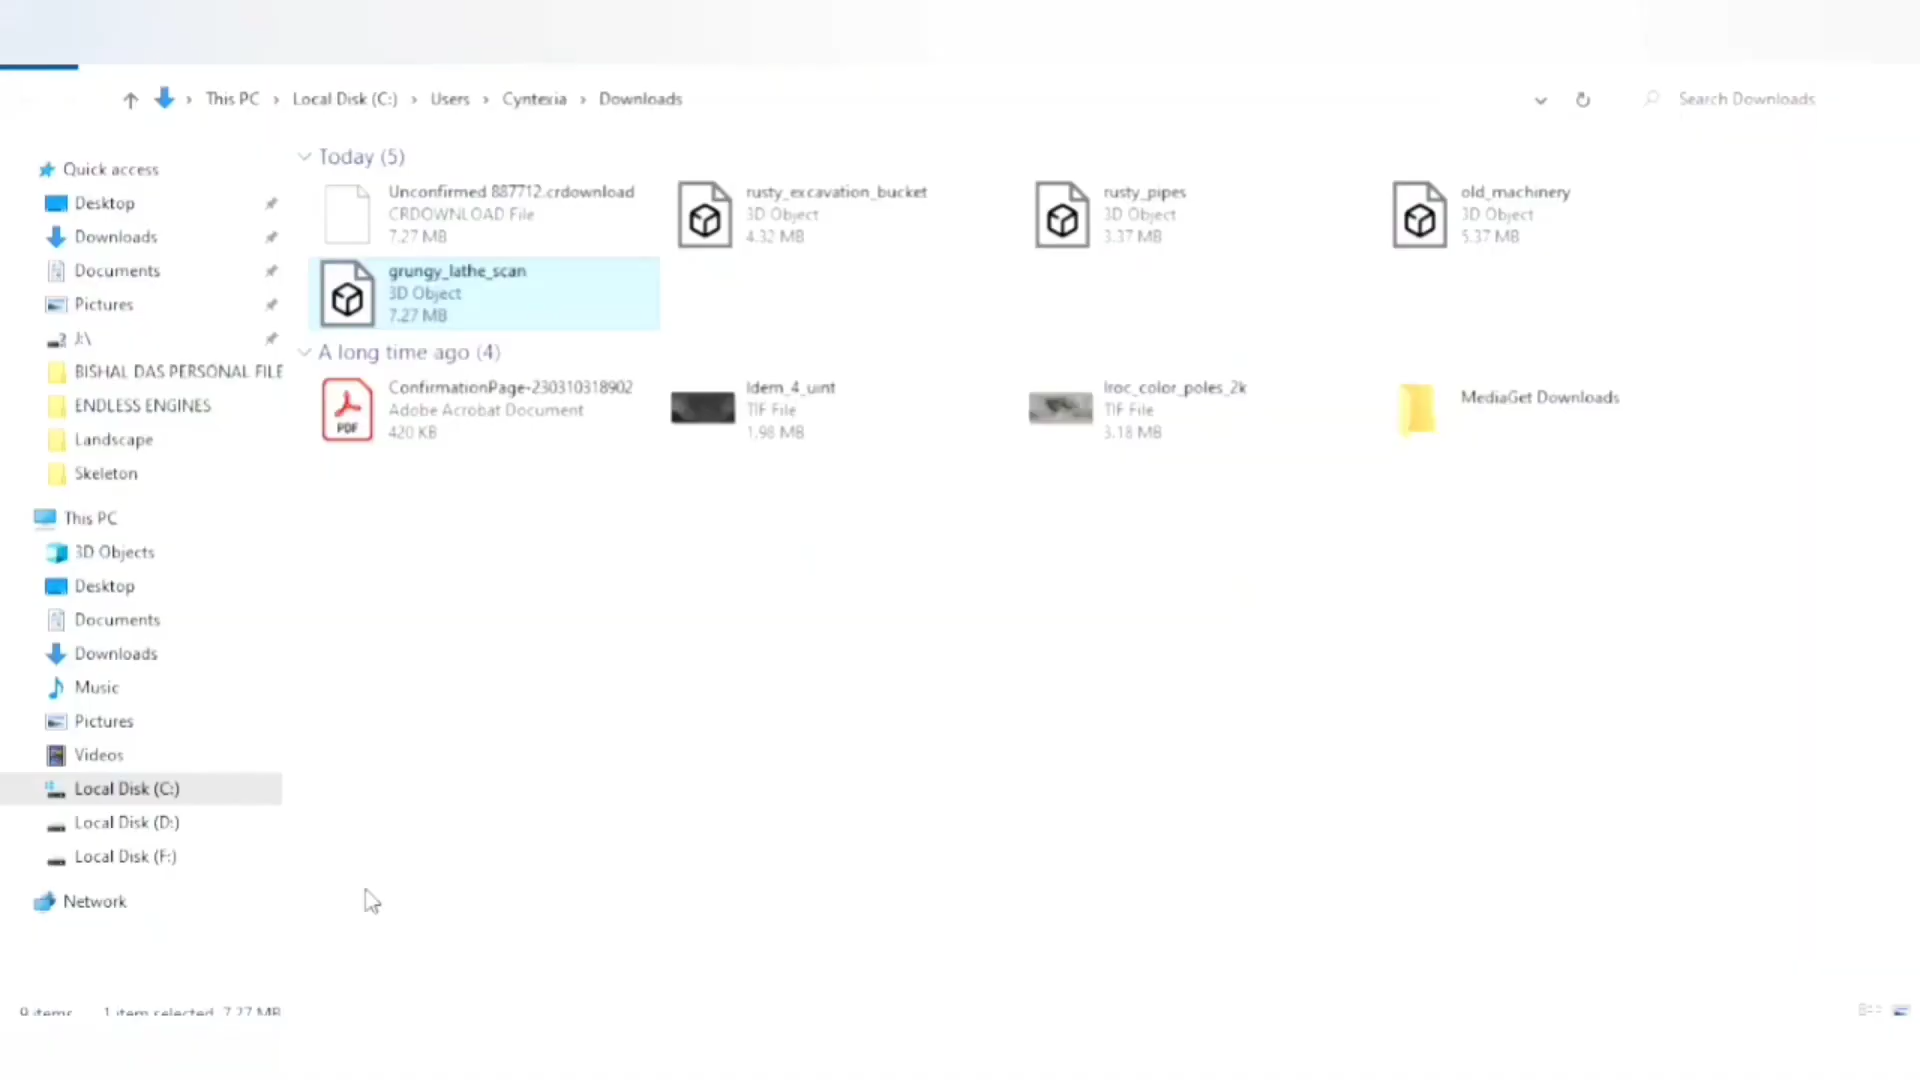 This PC > Local Disk (C:) > Users > Cyntexia > Downloads
Search Downloads
Quick access
Desktop
Downloads
Documents
Pictures
J:\
BISHAL DAS PERSONAL FILE
ENDLESS ENGINES
Landscape
Skeleton
This PC
3D Objects
Desktop
Documents
Downloads
Music
Pictures
Videos
Local Disk (C:)
Local Disk (D:)
Local Disk (F:)
Network
Today (5)
Unconfirmed 887712.crdownload
CRDOWNLOAD File
7.27 MB
rusty_excavation_bucket
3D Object
4.32 MB
rusty_pipes
3D Object
3.37 MB
old_machinery
3D Object
5.37 MB
grungy_lathe_scan
3D Object
7.27 MB
A long time ago (4)
ConfirmationPage-230310318902
Adobe Acrobat Document
420 KB
PDF
ldem_4_uint
TIF File
1.98 MB
lroc_color_poles_2k
TIF File
3.18 MB
MediaGet Downloads
9 items 1 item selected 7.27 MB